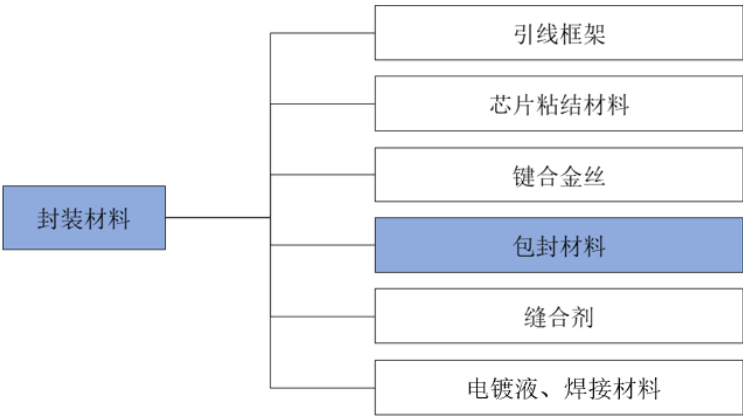 引线框架
芯片粘结材料
键合金丝
封装材料
包封材料
缝合剂
电镀液、焊接材料